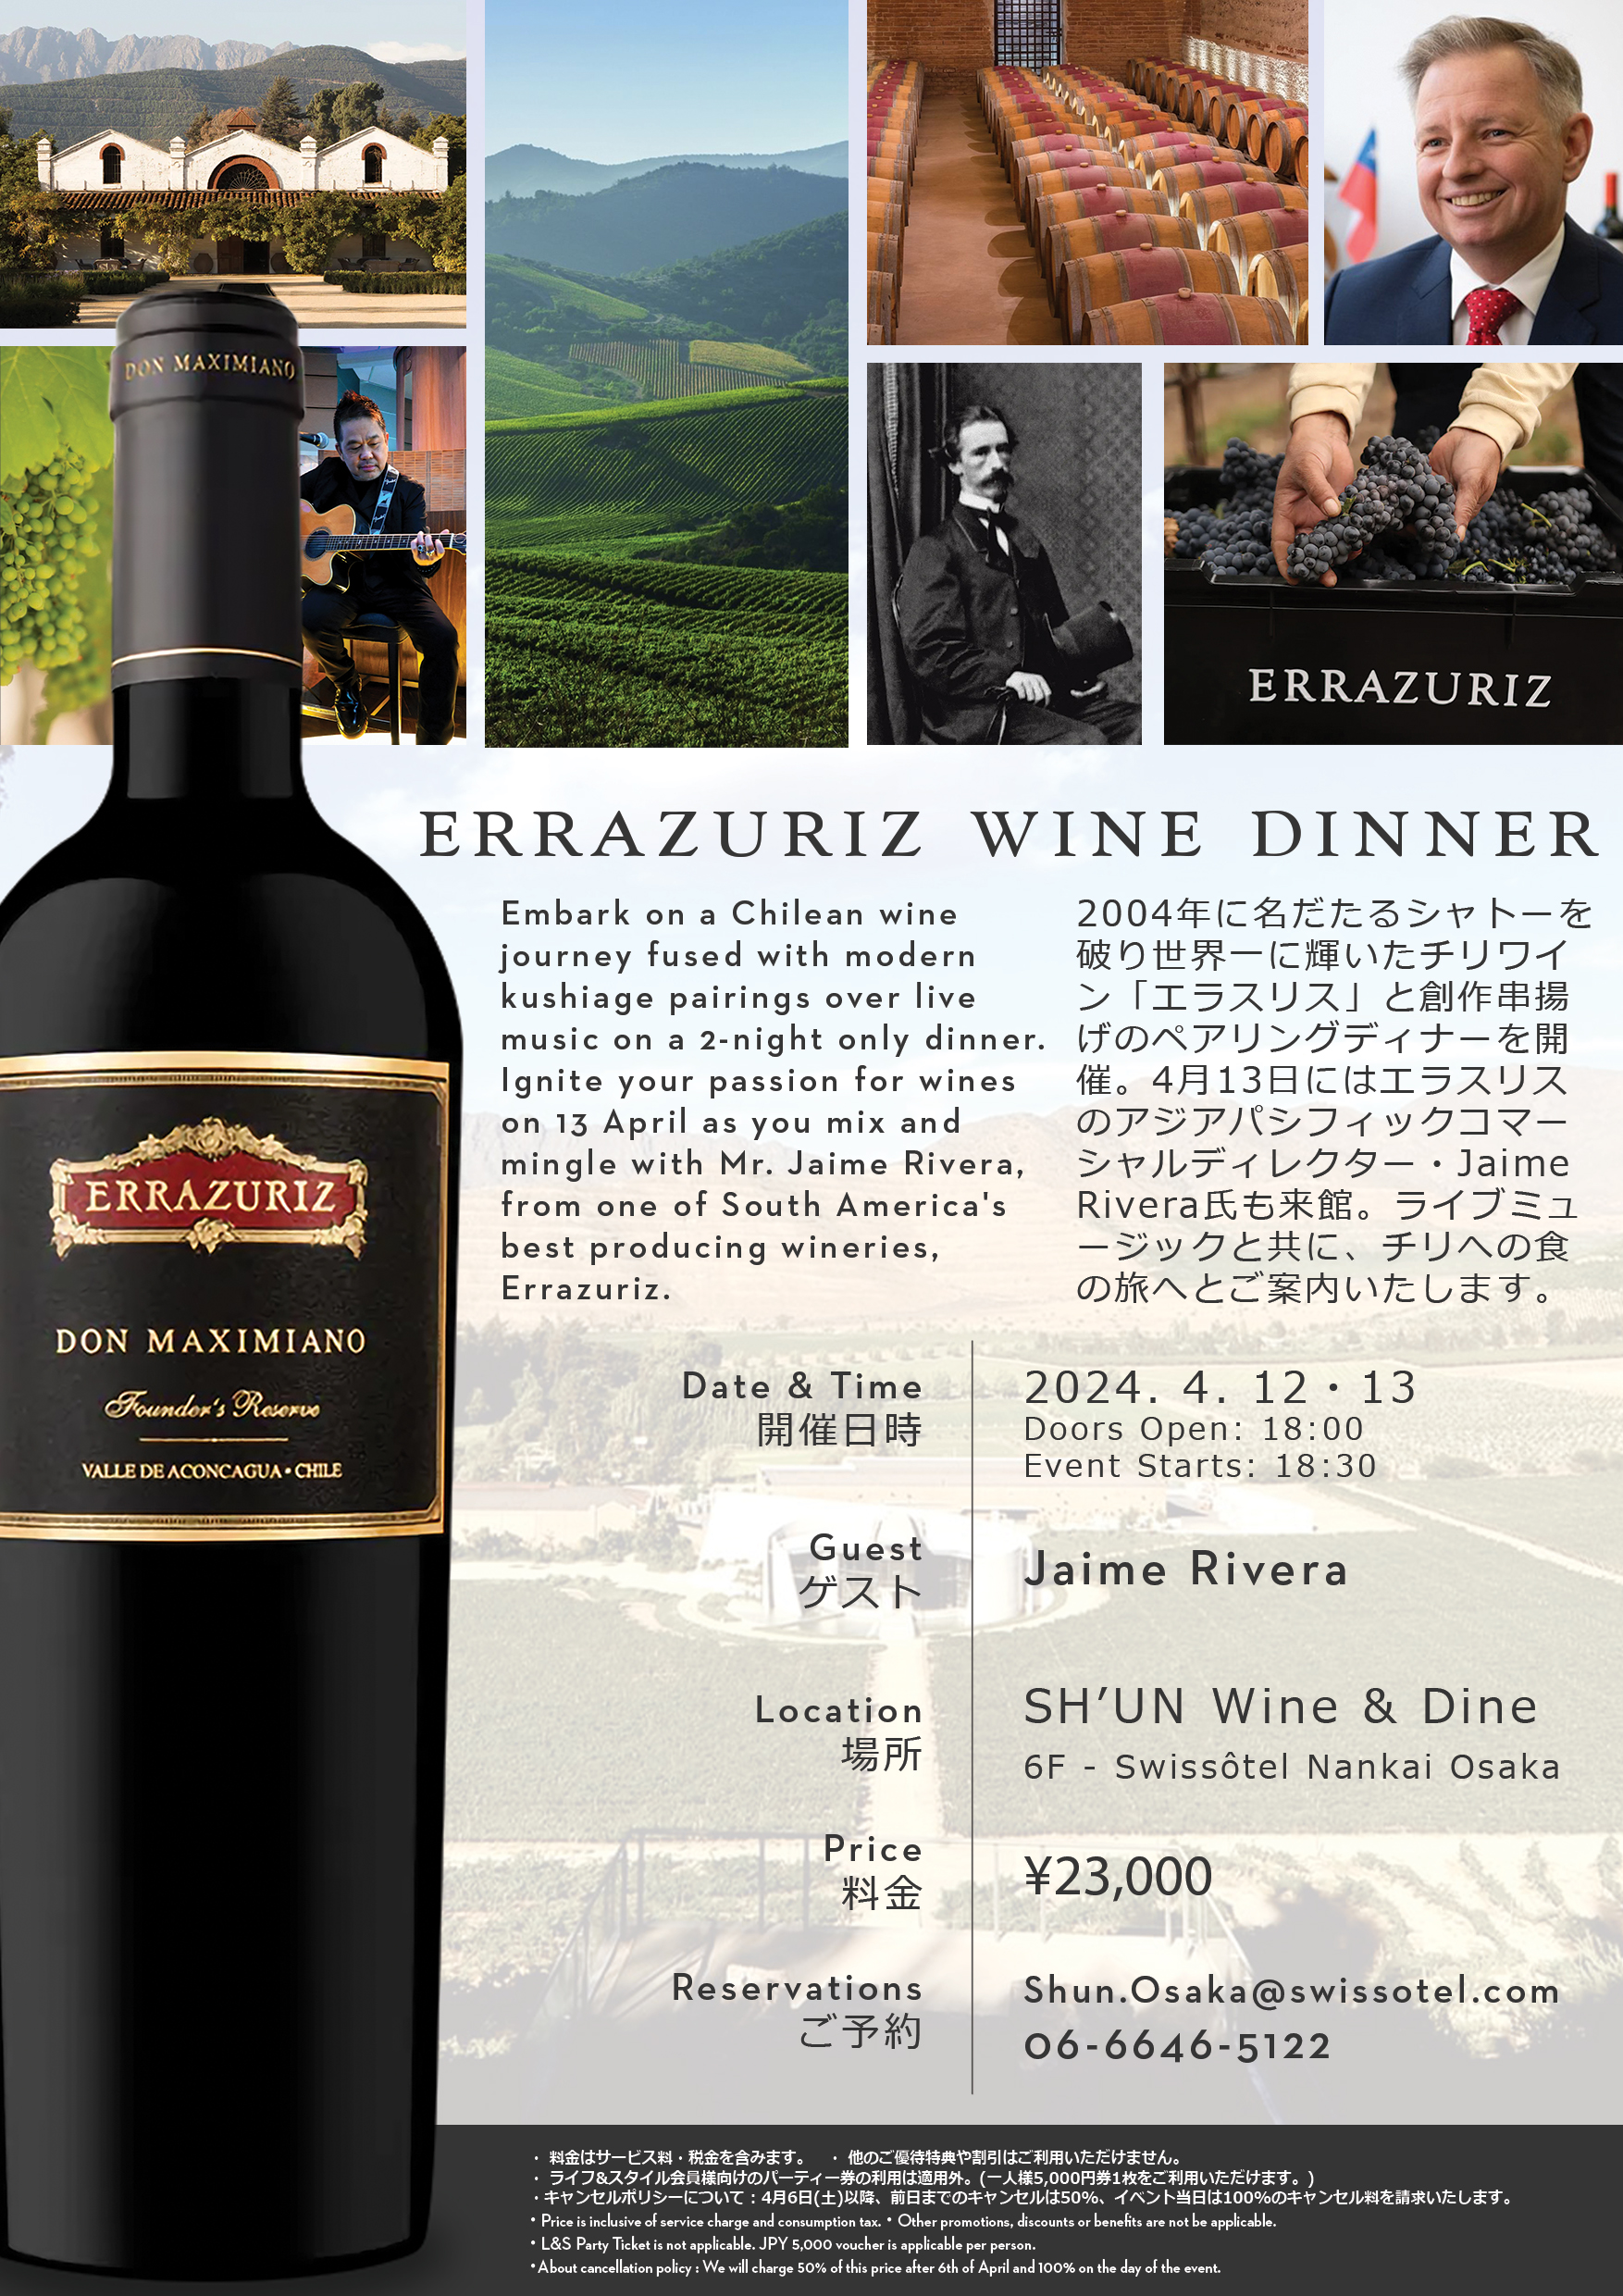 DON MAXIMIANO
ERRAZURIZ
ERRAZURIZ WINE DINNER
Embark on a Chilean wine
journey fused with modern
kushiage pairings over live
music on a 2-night only dinner.
Ignite your passion for wines
on 13 April as you mix and
mingle with Mr. Jaime Rivera,
from one of South America's
best producing wineries,
Errazuriz.
2004年に名だたるシャトーを
破り世界一に輝いたチリワイ
ン「エラスリス」と創作串揚
げのペアリングディナーを開
催。4月13日にはエラスリス
のアジアパシフィックコマー
シャルディレクター・Jaime
Rivera氏も来館。ライブミュ
ージックと共に、チリへの食
の旅へとご案内いたします。
ERRAZURIZ
DON MAXIMIANO
Founder's Reserve
VALLE DE ACONCAGUA • CHILE
Date & Time
開催日時
2024. 4. 12・13
Doors Open: 18:00
Event Starts: 18:30
Guest
ゲスト
Jaime Rivera
Location
場所
SH’UN Wine & Dine
6F - Swissôtel Nankai Osaka
Price
料金
¥23,000
Reservations
ご予約
Shun.Osaka@swissotel.com
06-6646-5122
・ 料金はサービス料・税金を含みます。 ・ 他のご優待特典や割引はご利用いただけません。
・ ライフ&スタイル会員様向けのパーティー券の利用は適用外。(一人様5,000円券1枚をご利用いただけます。)
・キャンセルポリシーについて：4月6日(土)以降、前日までのキャンセルは50%、イベント当日は100%のキャンセル料を請求いたします。
• Price is inclusive of service charge and consumption tax. • Other promotions, discounts or benefits are not be applicable.
• L&S Party Ticket is not applicable. JPY 5,000 voucher is applicable per person.
• About cancellation policy : We will charge 50% of this price after 6th of April and 100% on the day of the event.